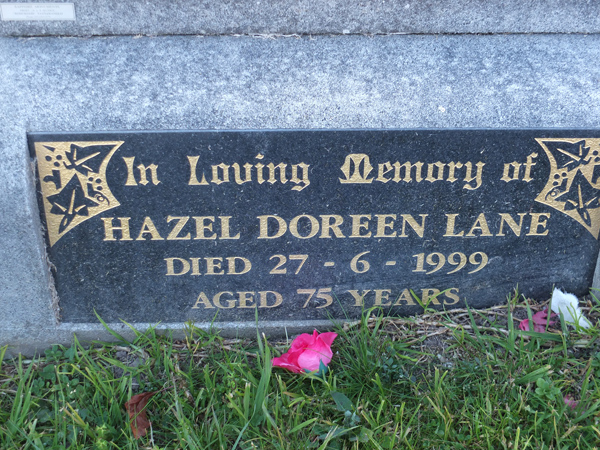 In Loving Memory of
HAZEL DOREEN LANE
DIED 27 - 6 - 1999
AGED 75 YEARS